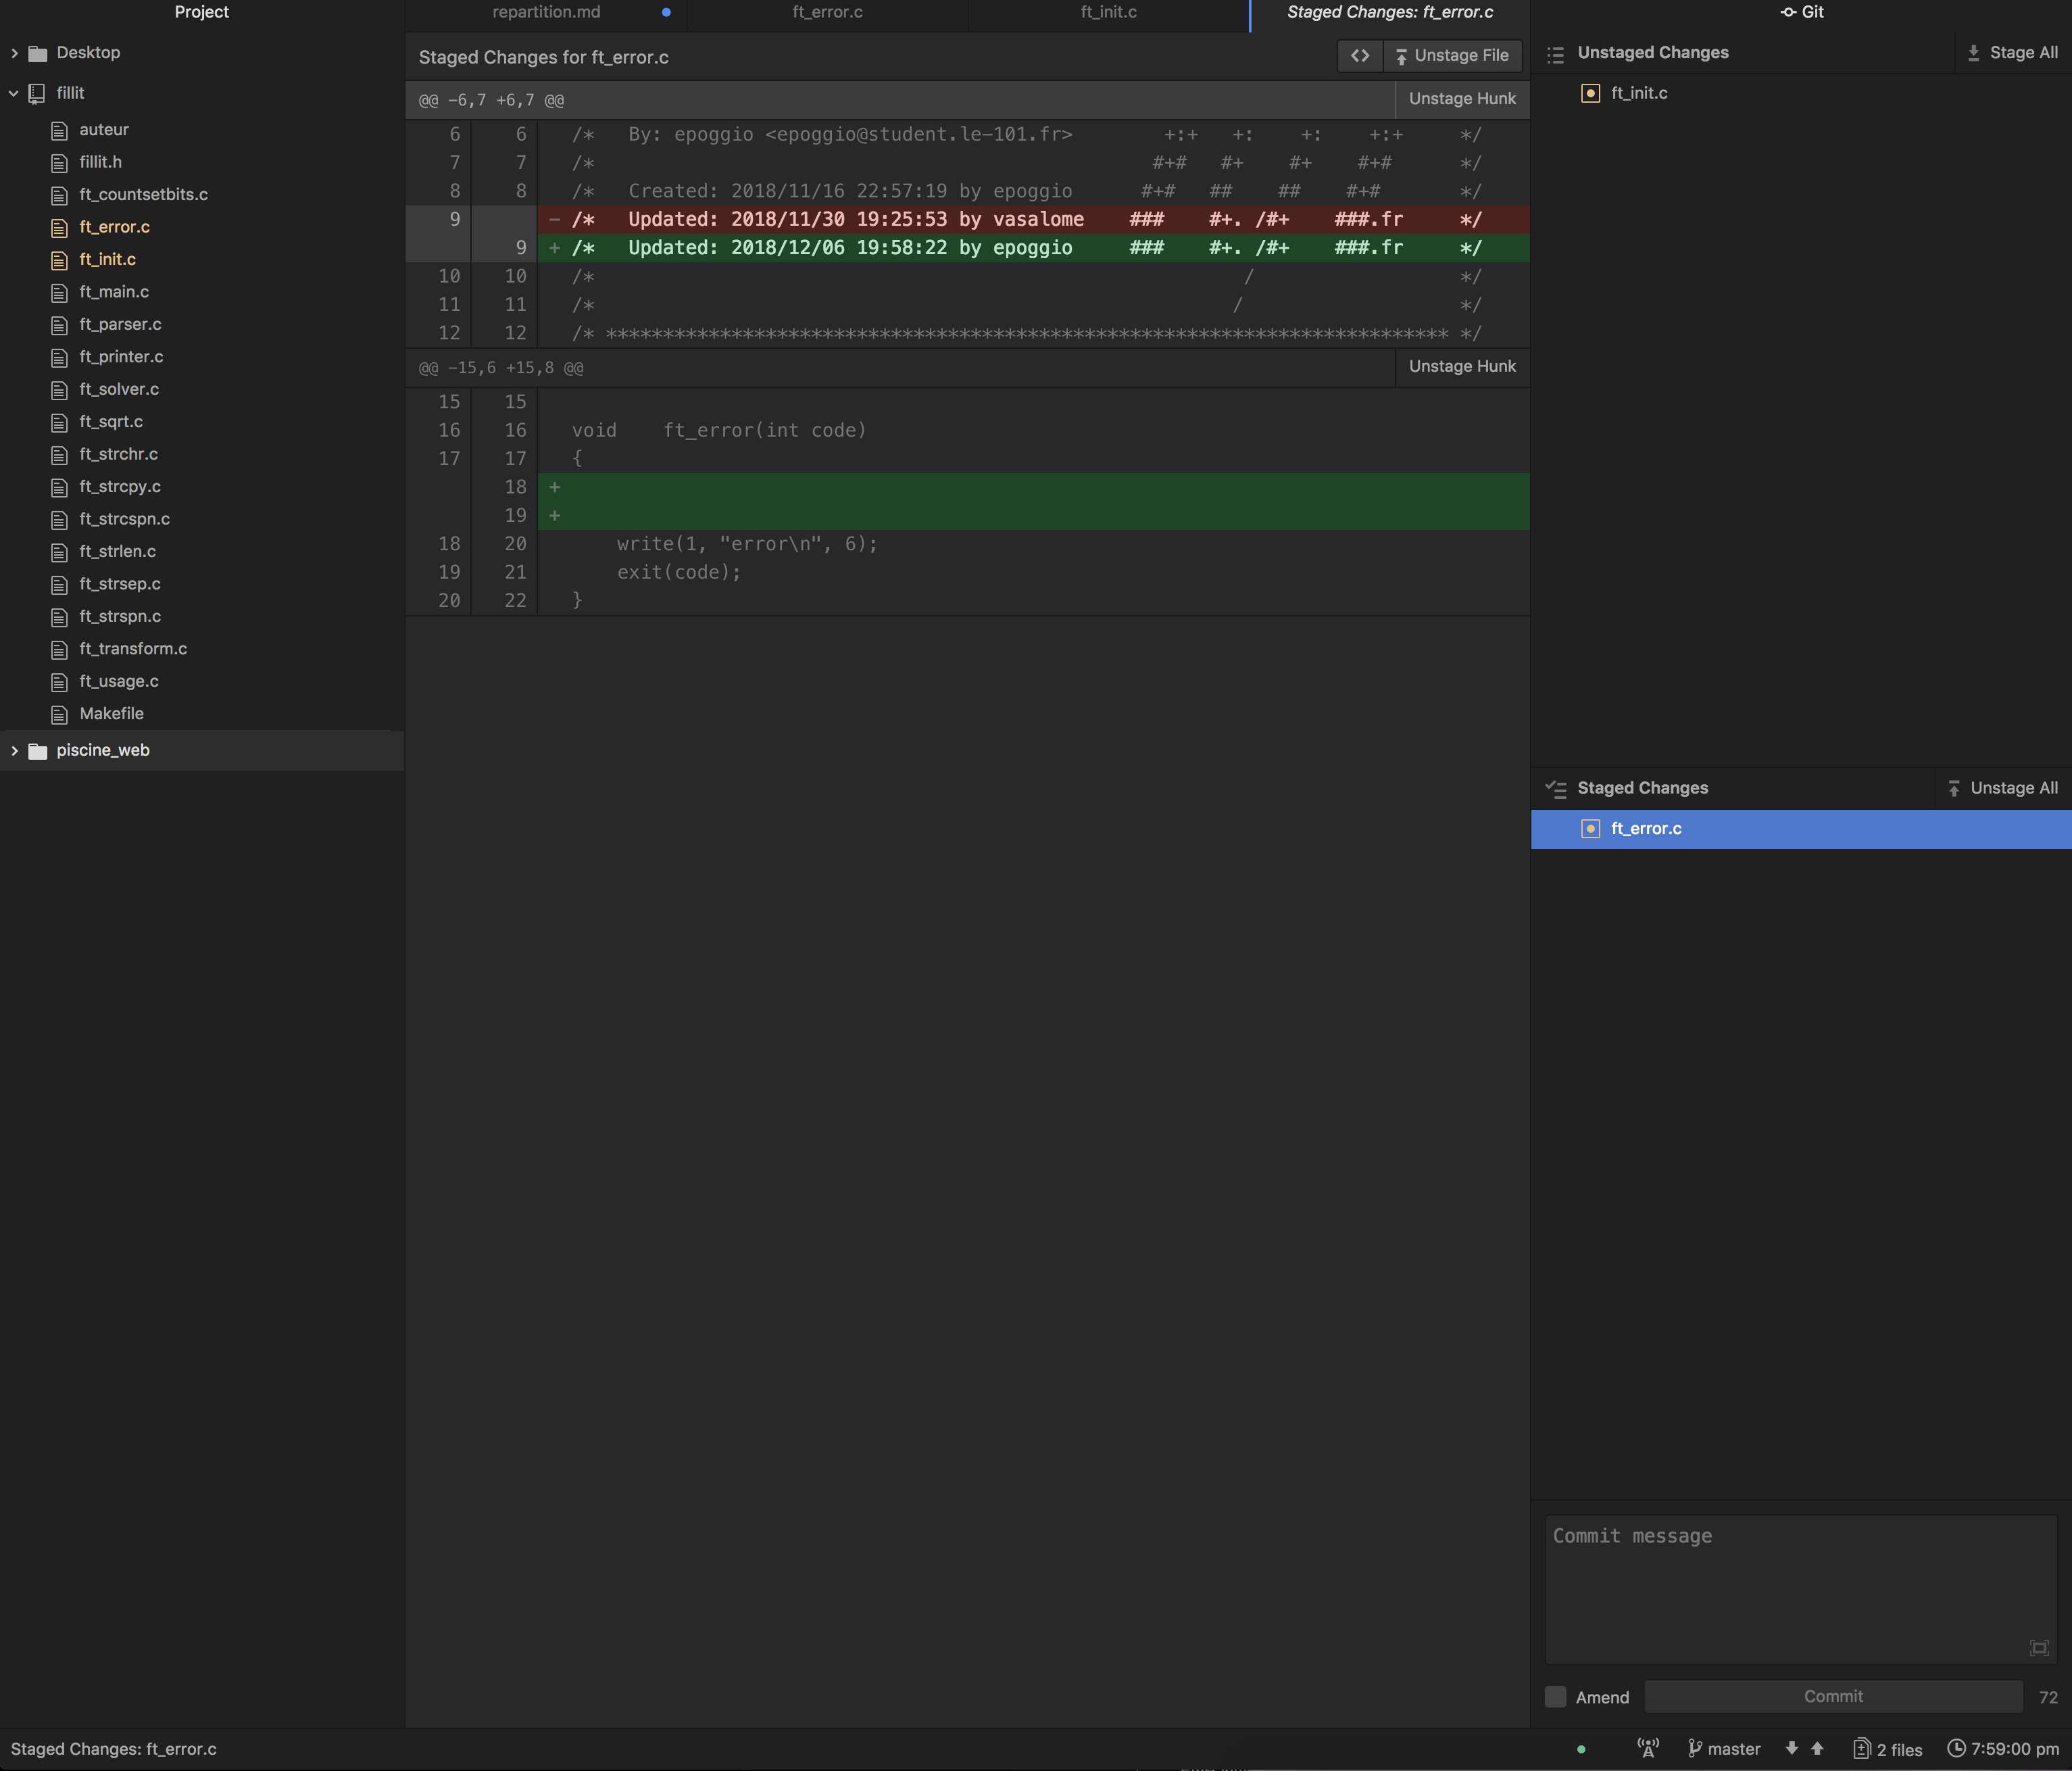 Project
Desktop
fillit
auteur
fillit.h
ft_countsetbits.c
ft_error.c
ft_init.c
ft_main.c
ft_parser.c
ft_printer.c
ft_solver.c
ft_sqrt.c
ft_strchr.c
ft_strcpy.c
ft_strcspn.c
ft_strlen.c
ft_strsep.c
ft_strspn.c
ft_transform.c
ft_usage.c
Makefile
piscine_web
repartition.md
ft_error.c
ft_init.c
Staged Changes: ft_error.c
Staged Changes for ft_error.c
<> Unstage File
@@ -6,7 +6,7 @@ Unstage Hunk
6 6 /*   By: epoggio <epoggio@student.le-101.fr>        +:+   +:    +:    +:+     */
7 7 /*                                                 #+#   #+    #+    #+#      */
8 8 /*   Created: 2018/11/16 22:57:19 by epoggio      #+#   ##    ##    #+#       */
9 - /*   Updated: 2018/11/30 19:25:53 by vasalome    ###    #+. /#+    ###.fr     */
9 + /*   Updated: 2018/12/06 19:58:22 by epoggio     ###    #+. /#+    ###.fr     */
10 10 /*                                                         /                  */
11 11 /*                                                        /                   */
12 12 /* ************************************************************************** */
@@ -15,6 +15,8 @@ Unstage Hunk
15 15
16 16 void    ft_error(int code)
17 17 {
18 +
19 +
18 20     write(1, "error\n", 6);
19 21     exit(code);
20 22 }
Git
Unstaged Changes Stage All
ft_init.c
Staged Changes Unstage All
ft_error.c
Commit message
Amend Commit 72
Staged Changes: ft_error.c
master 2 files 7:59:00 pm